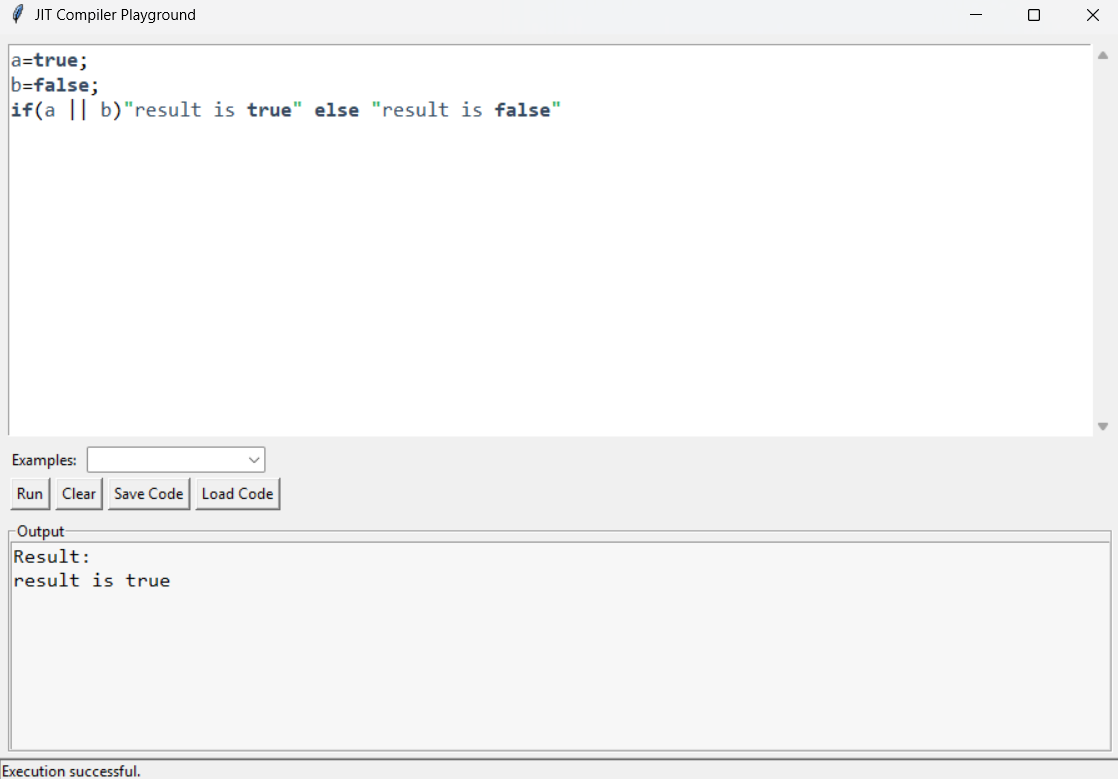 JIT Compiler Playground
a=true;
b=false;
if(a || b)"result is true" else "result is false"
Examples:
Run Clear Save Code Load Code
Output
Result:
result is true
Execution successful.